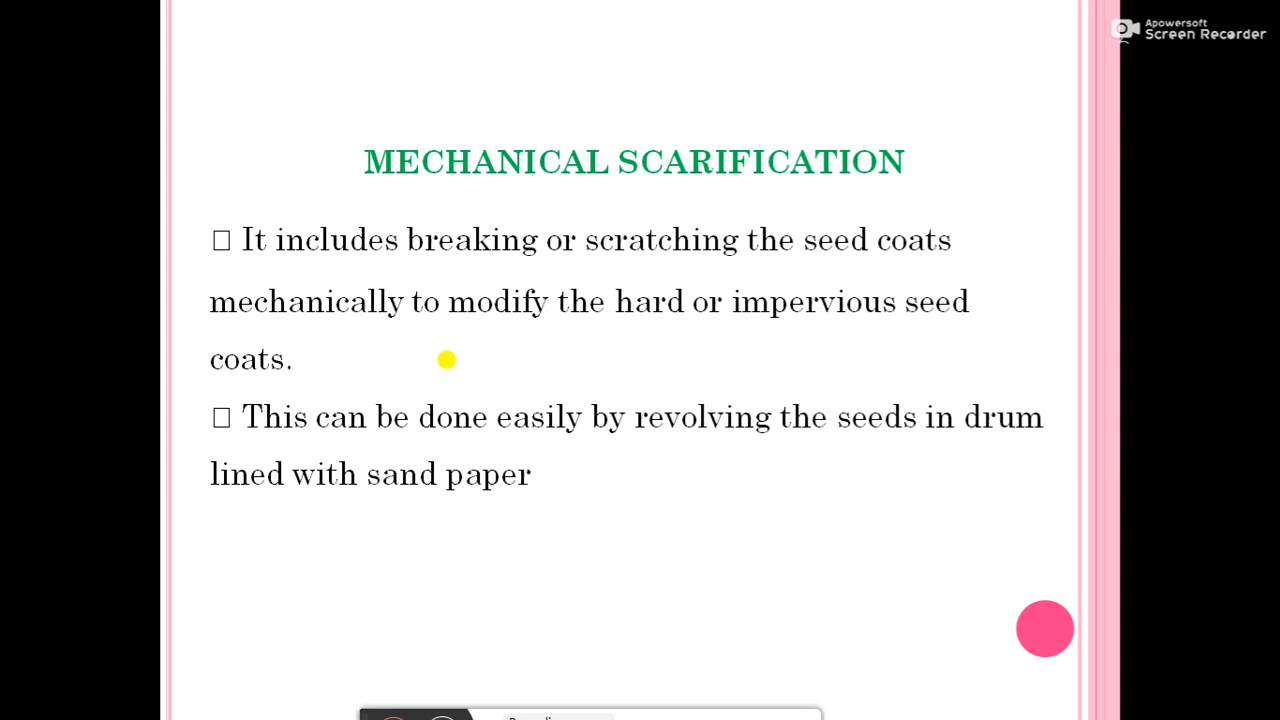 Apowersoft
Screen Recorder
MECHANICAL SCARIFICATION
□ It includes breaking or scratching the seed coats
mechanically to modify the hard or impervious seed
coats.
□ This can be done easily by revolving the seeds in drum
lined with sand paper